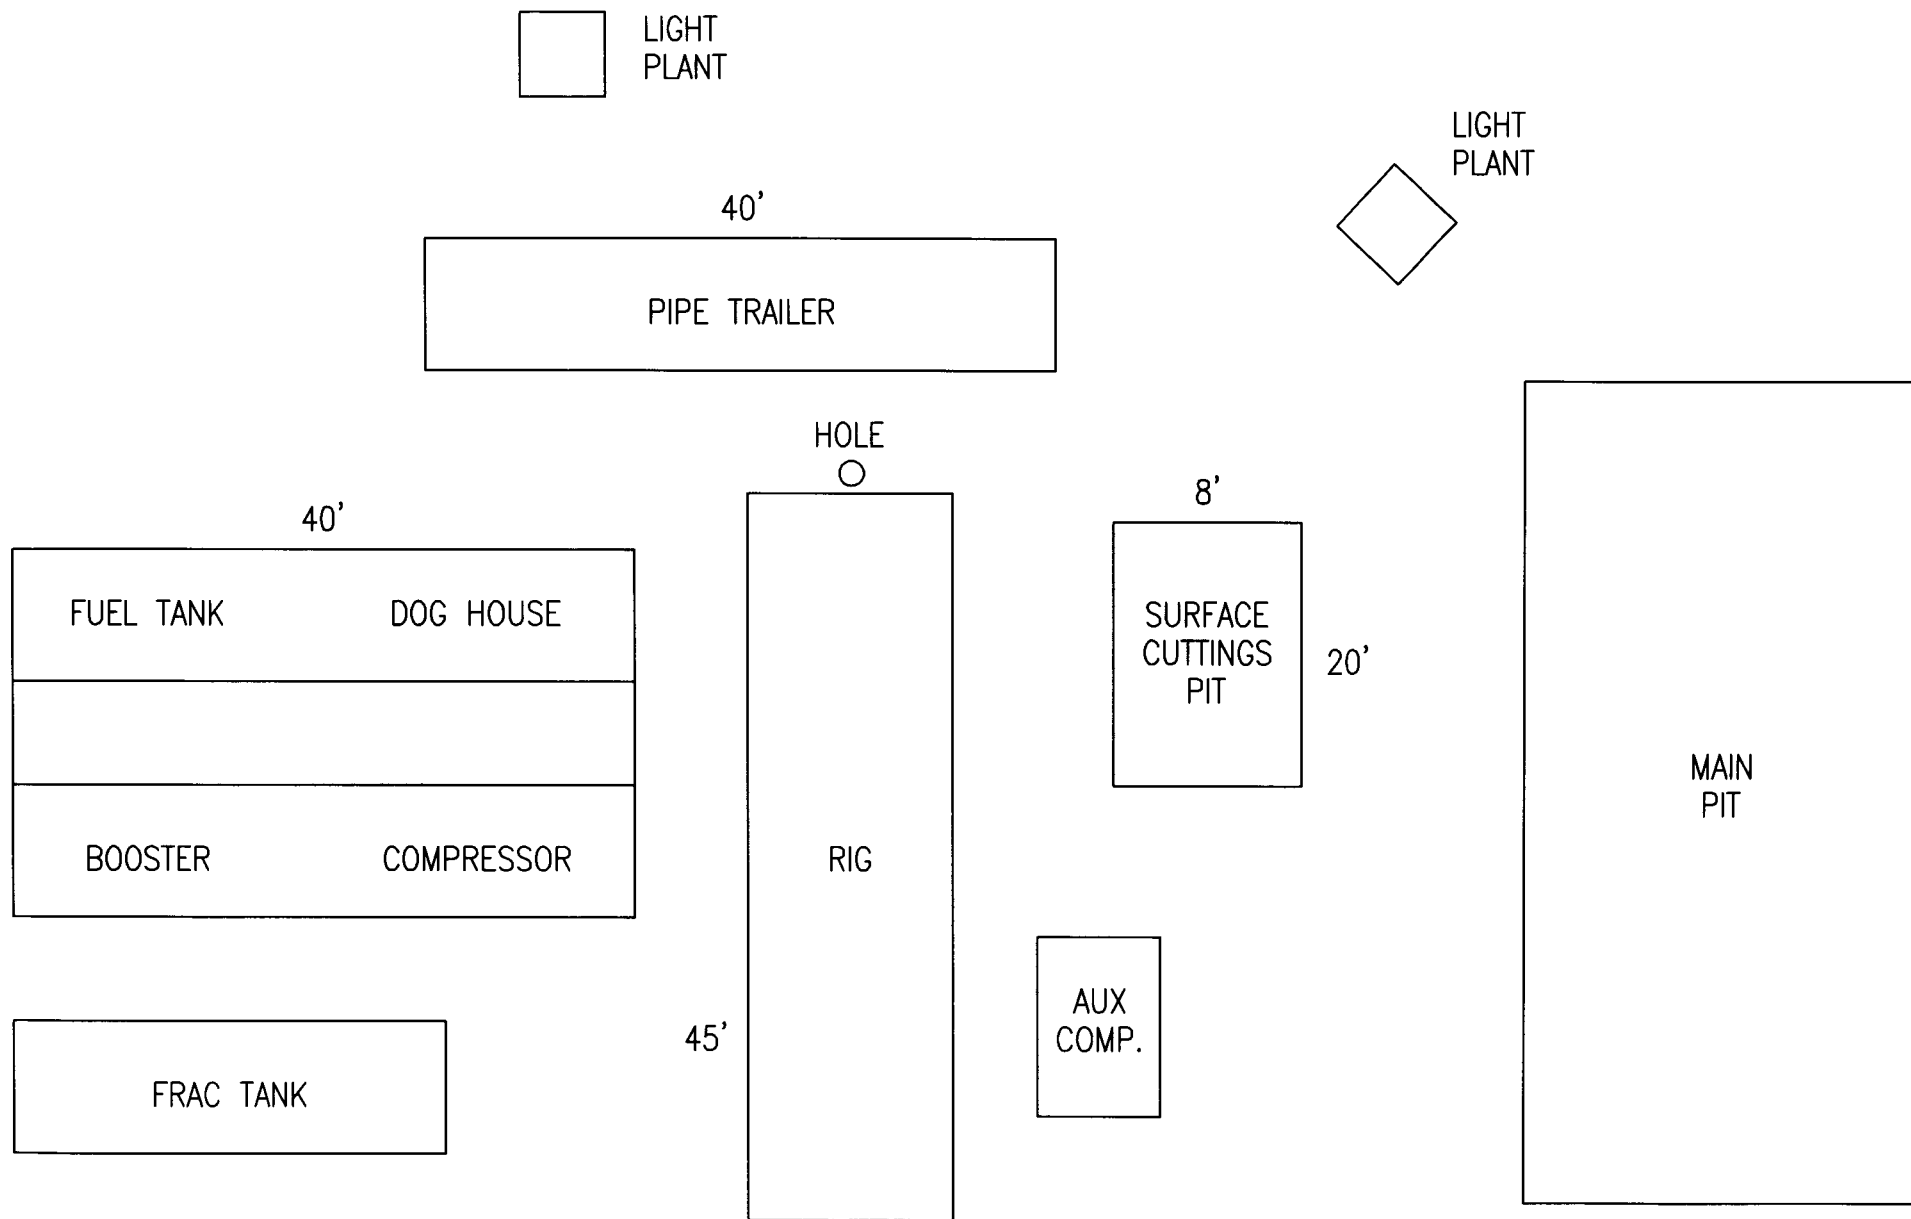 LIGHT
PLANT
LIGHT
PLANT
40'
PIPE TRAILER
HOLE
8'
40'
FUEL TANK DOG HOUSE
SURFACE
CUTTINGS
PIT
20'
MAIN
PIT
BOOSTER COMPRESSOR
RIG
AUX
COMP.
45'
FRAC TANK